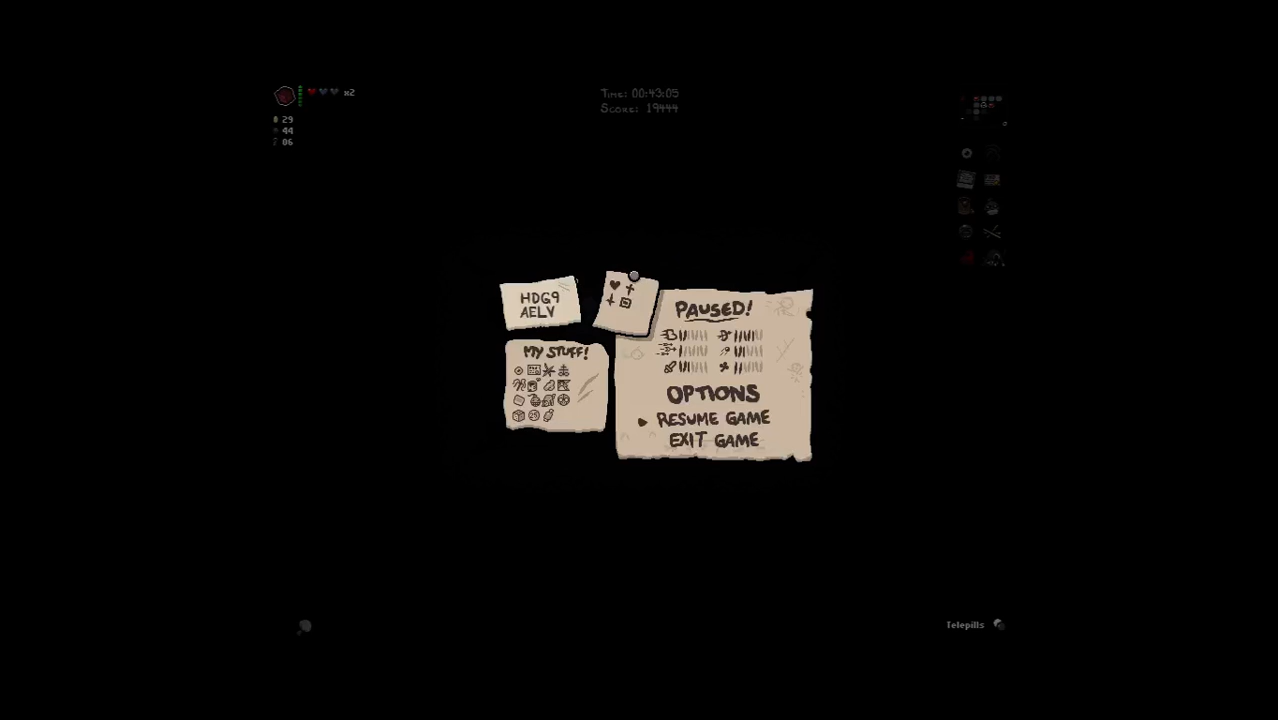 x2
Time: 00:43:05
Score: 19444
29
44
06
HDG9
AELV
PAUSED!
MY STUFF!
OPTIONS
RESUME GAME
EXIT GAME
Telepills